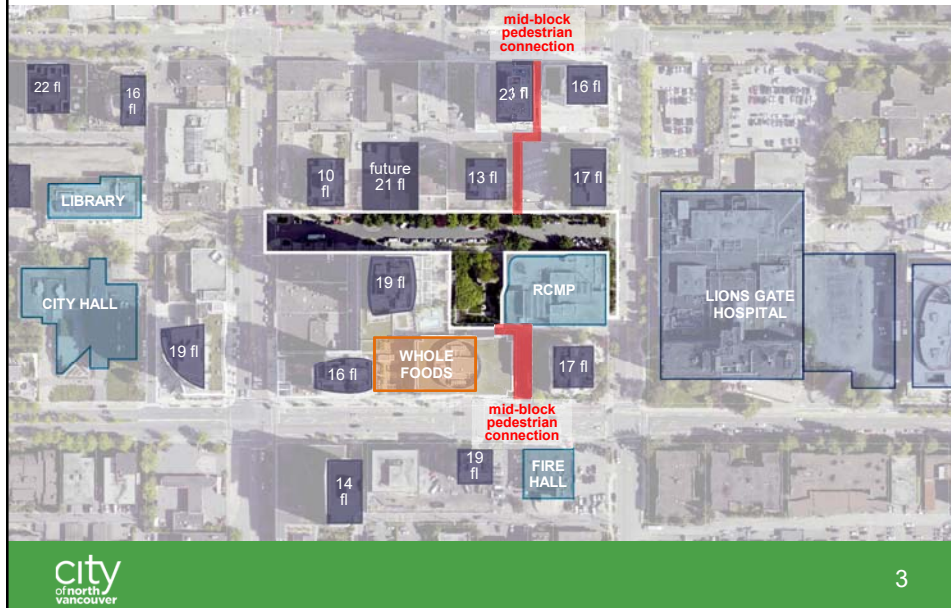 mid-block
pedestrian
connection
22 fl
16
fl
21 fl
16 fl
10
fl
future
21 fl
13 fl
17 fl
LIBRARY
CITY HALL
19 fl
RCMP
LIONS GATE
HOSPITAL
19 fl
16 fl
WHOLE
FOODS
17 fl
mid-block
pedestrian
connection
14
fl
19
fl
FIRE
HALL
city
of north
vancouver
3